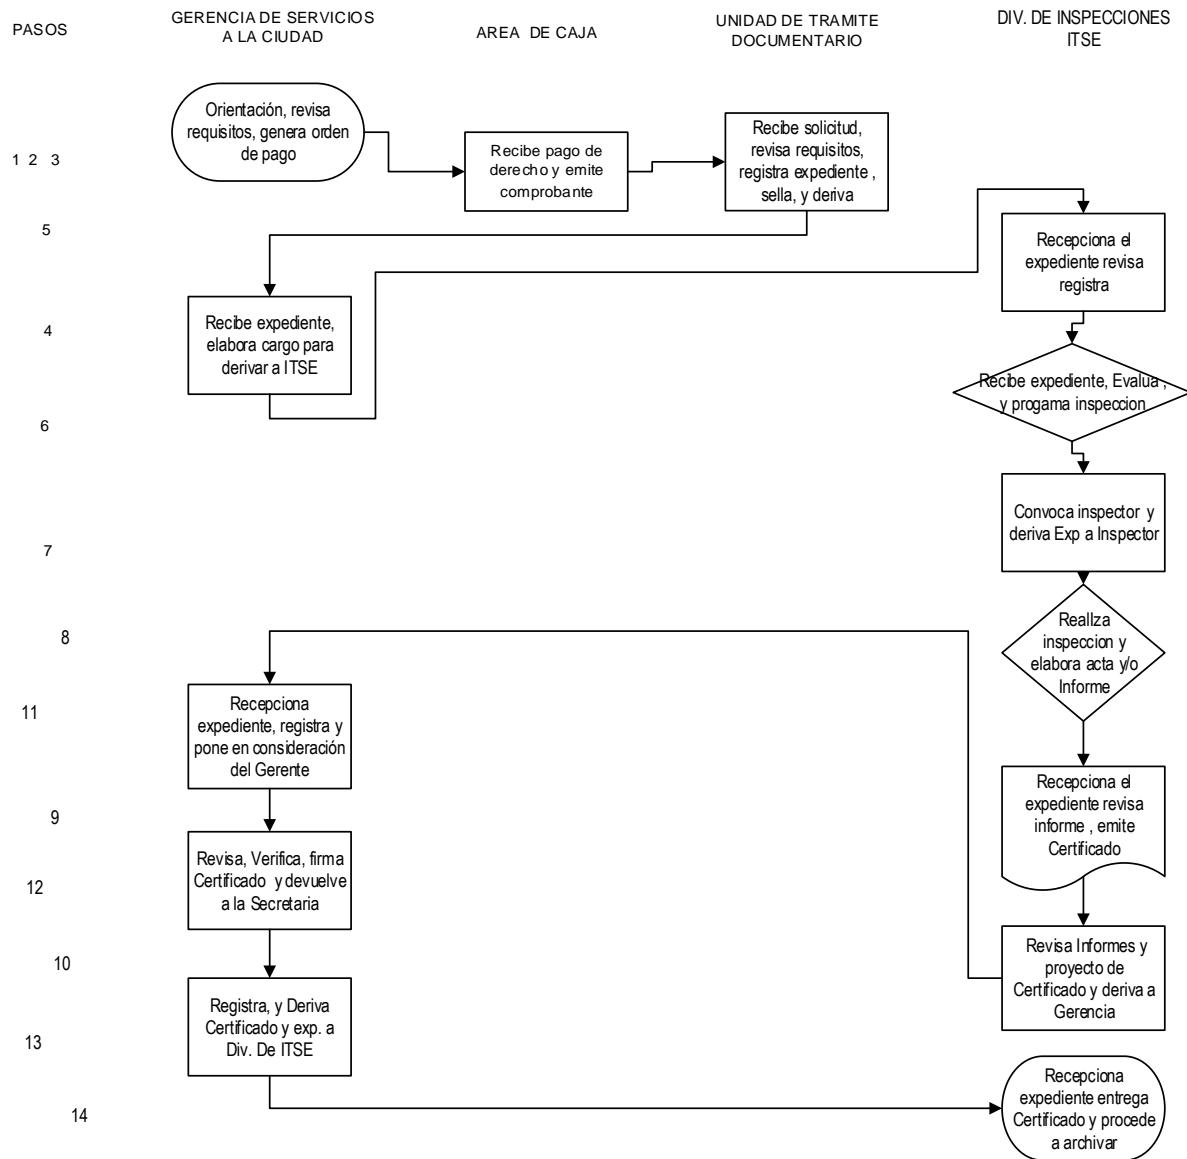 PASOS
GERENCIA DE SERVICIOS
A LA CIUDAD
AREA DE CAJA
UNIDAD DE TRAMITE
DOCUMENTARIO
DIV. DE INSPECCIONES
ITSE
1 2 3
Orientación, revisa
requisitos, genera orden
de pago
Recibe pago de
derecho y emite
comprobante
Recibe solicitud,
revisa requisitos,
registra expediente ,
sella, y deriva
5
Recepciona el
expediente revisa
registra
4
Recibe expediente,
elabora cargo para
derivar a ITSE
Recibe expediente, Evalua ,
y progama inspeccion
6
Convoca inspector y
deriva Exp a Inspector
7
8
Reallza
inspeccion y
elabora acta y/o
Informe
11
Recepciona
expediente, registra y
pone en consideración
del Gerente
Recepciona el
expediente revisa
informe , emite
Certificado
9
12
Revisa, Verifica, firma
Certificado y devuelve
a la Secretaria
10
Revisa Informes y
proyecto de
Certificado y deriva a
Gerencia
13
Registra, y Deriva
Certificado y exp. a
Div. De ITSE
14
Recepciona
expediente entrega
Certificado y procede
a archivar